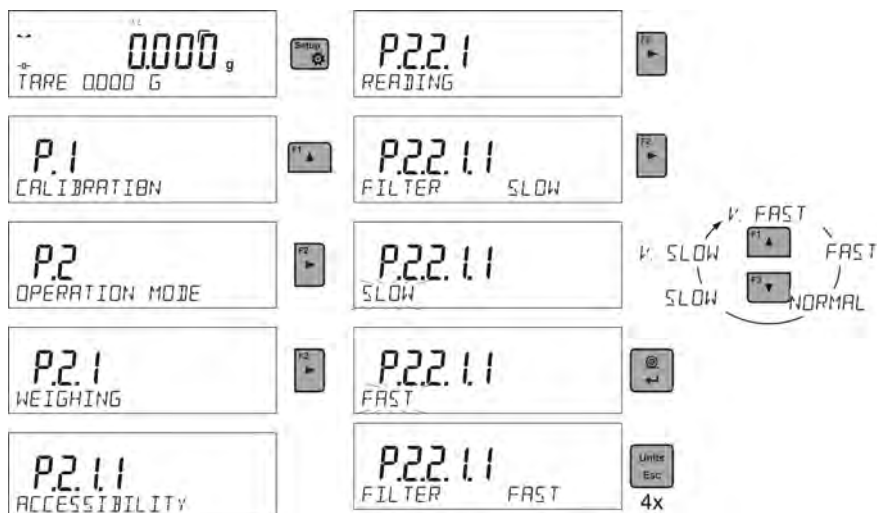 0.000 g
TARE 0.000 G
Setup
P.1
CALIBRATION
F1
P.2
OPERATION MODE
F2
P.2.1
WEIGHING
F2
P.2.1.1
ACCESSIBILITY
P.2.2.1
READING
F2
P.2.2.1.1
FILTER SLOW
F2
P.2.2.1.1
SLOW
V. FAST
F1
V. SLOW
FAST
SLOW
F3
NORMAL
P.2.2.1.1
FAST
P.2.2.1.1
FILTER FAST
Units
Esc
4x